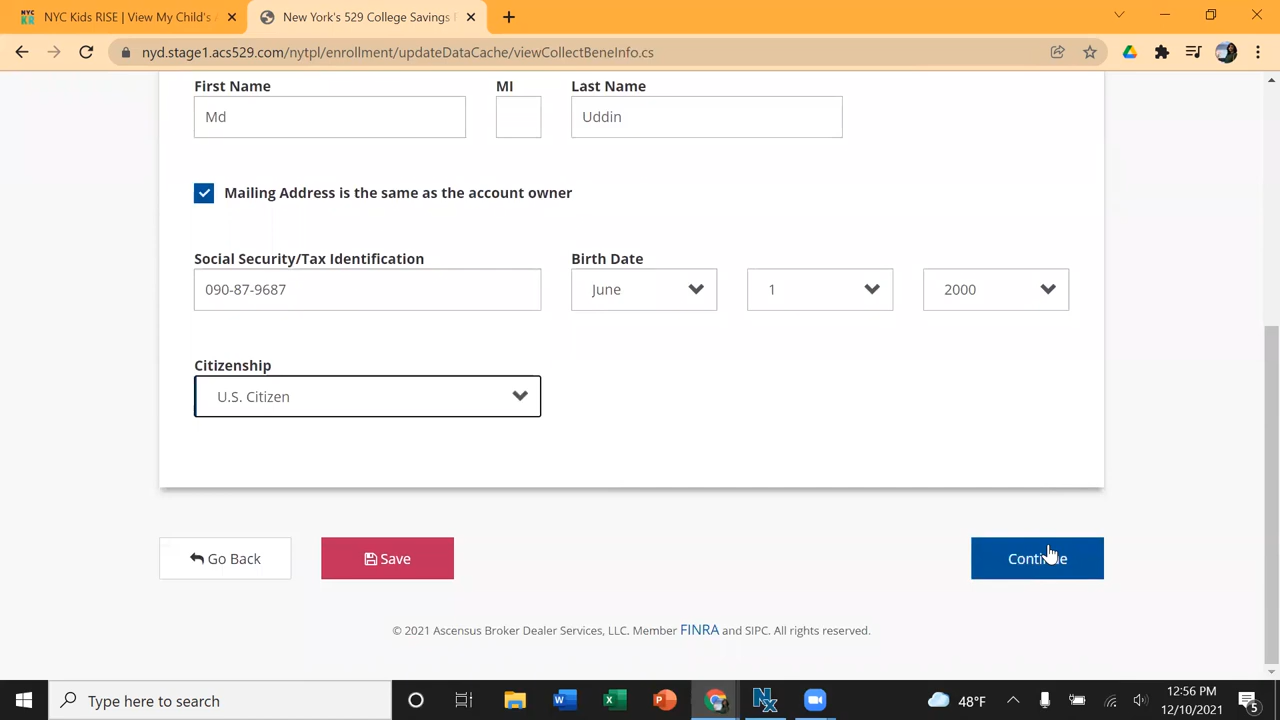 NYC Kids RISE | View My Child's
New York's 529 College Savings
nyd.stage1.acs529.com/nytpl/enrollment/updateDataCache/viewCollectBeneInfo.cs
First Name MI Last Name
Md Uddin
Mailing Address is the same as the account owner
Social Security/Tax Identification Birth Date
090-87-9687 June 1 2000
Citizenship
U.S. Citizen
Go Back Save Continue
© 2021 Ascensus Broker Dealer Services, LLC. Member FINRA and SIPC. All rights reserved.
Type here to search 48°F 12:56 PM
12/10/2021 5